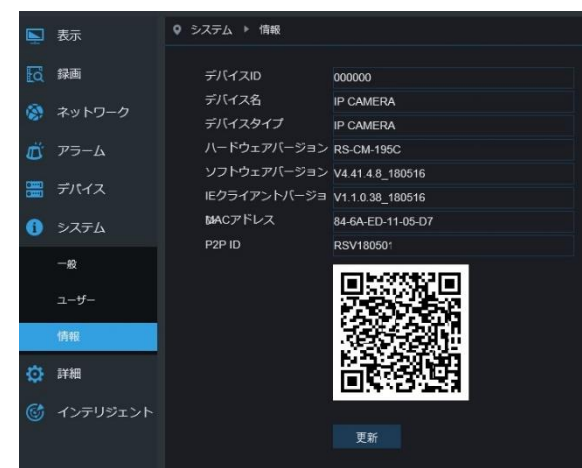 表示
録画
ネットワーク
アラーム
デバイス
システム
一般
ユーザー
情報
詳細
インテリジェント
システム ▶ 情報
デバイスID 000000
デバイス名 IP CAMERA
デバイスタイプ IP CAMERA
ハードウェアバージョン RS-CM-195C
ソフトウェアバージョン V4.41.4.8_180516
IEクライアントバージョ V1.1.0.38_180516
MACアドレス 84-6A-ED-11-05-D7
P2P ID RSV180501
更新